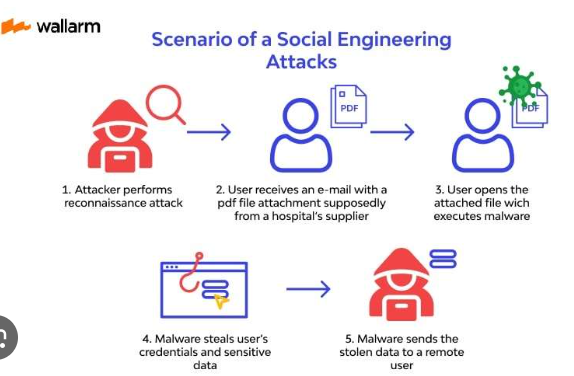 wallarm
Scenario of a Social Engineering
Attacks
PDF
PDF
1. Attacker performs
reconnaissance attack
2. User receives an e-mail with a
pdf file attachment supposedly
from a hospital's supplier
3. User opens the
attached file wich
executes malware
4. Malware steals user's
credentials and sensitive
data
5. Malware sends the
stolen data to a remote
user